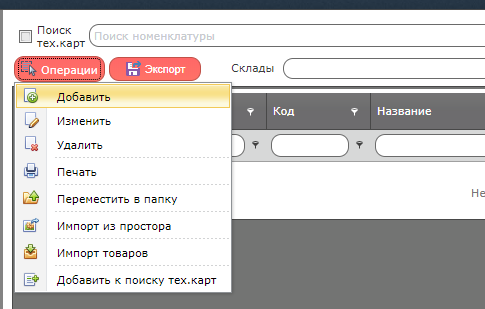 Поиск
тех.карт
Поиск номенклатуры
Операции
Экспорт
Склады
Добавить
Изменить
Удалить
Печать
Переместить в папку
Импорт из простора
Импорт товаров
Добавить к поиску тех.карт
Код
Название
Не